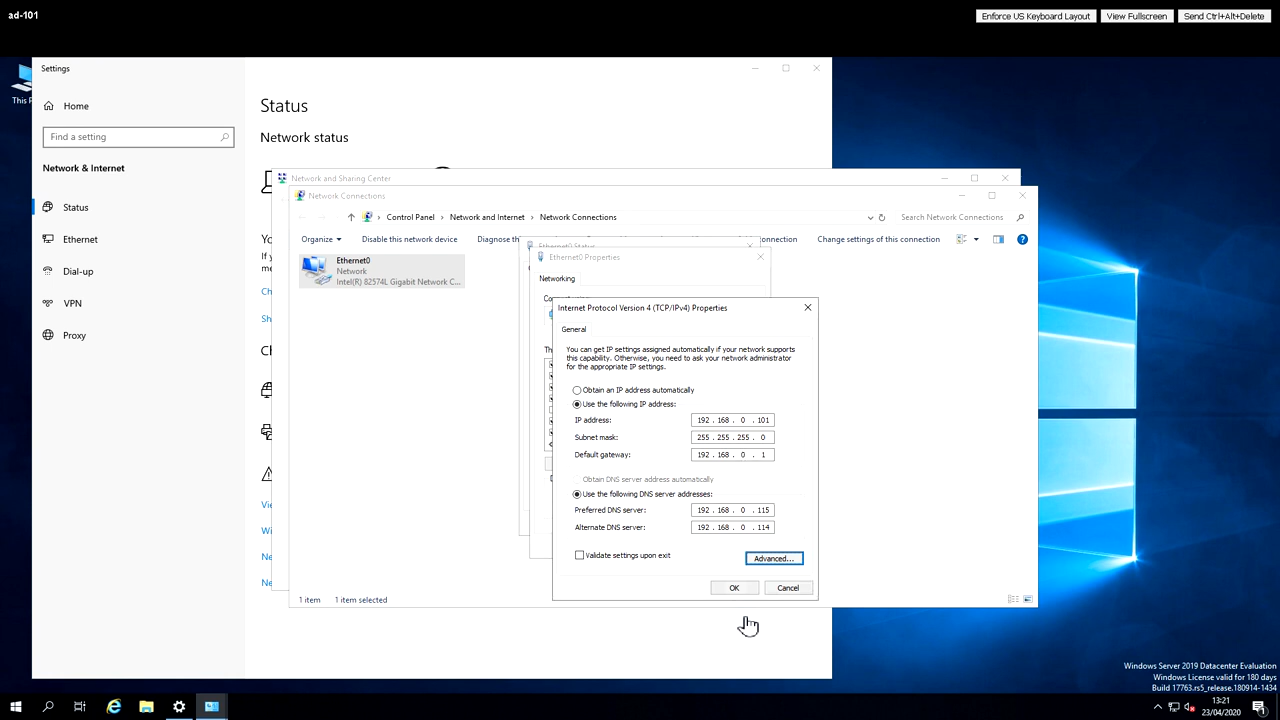 ad-101
Enforce US Keyboard Layout
View Fullscreen
Send Ctrl+Alt+Delete
This P
Settings
Home
Find a setting
Network & Internet
Status
Ethernet
Dial-up
VPN
Proxy
Status
Network status
Network and Sharing Center
Network Connections
Control Panel > Network and Internet > Network Connections
Search Network Connections
Organize
Disable this network device
Diagnose th
connection
Change settings of this connection
Ethernet0
Network
Intel(R) 82574L Gigabit Network C...
Ethernet0 Status
Ethernet0 Properties
Networking
Internet Protocol Version 4 (TCP/IPv4) Properties
General
You can get IP settings assigned automatically if your network supports
this capability. Otherwise, you need to ask your network administrator
for the appropriate IP settings.
Obtain an IP address automatically
Use the following IP address:
IP address: 192 . 168 . 0 . 101
Subnet mask: 255 . 255 . 255 . 0
Default gateway: 192 . 168 . 0 . 1
Obtain DNS server address automatically
Use the following DNS server addresses:
Preferred DNS server: 192 . 168 . 0 . 115
Alternate DNS server: 192 . 168 . 0 . 114
Validate settings upon exit
Advanced...
OK
Cancel
1 item
1 item selected
Windows Server 2019 Datacenter Evaluation
Windows License valid for 180 days
Build 17763.rs5_release.180914-1434
13:21
23/04/2020